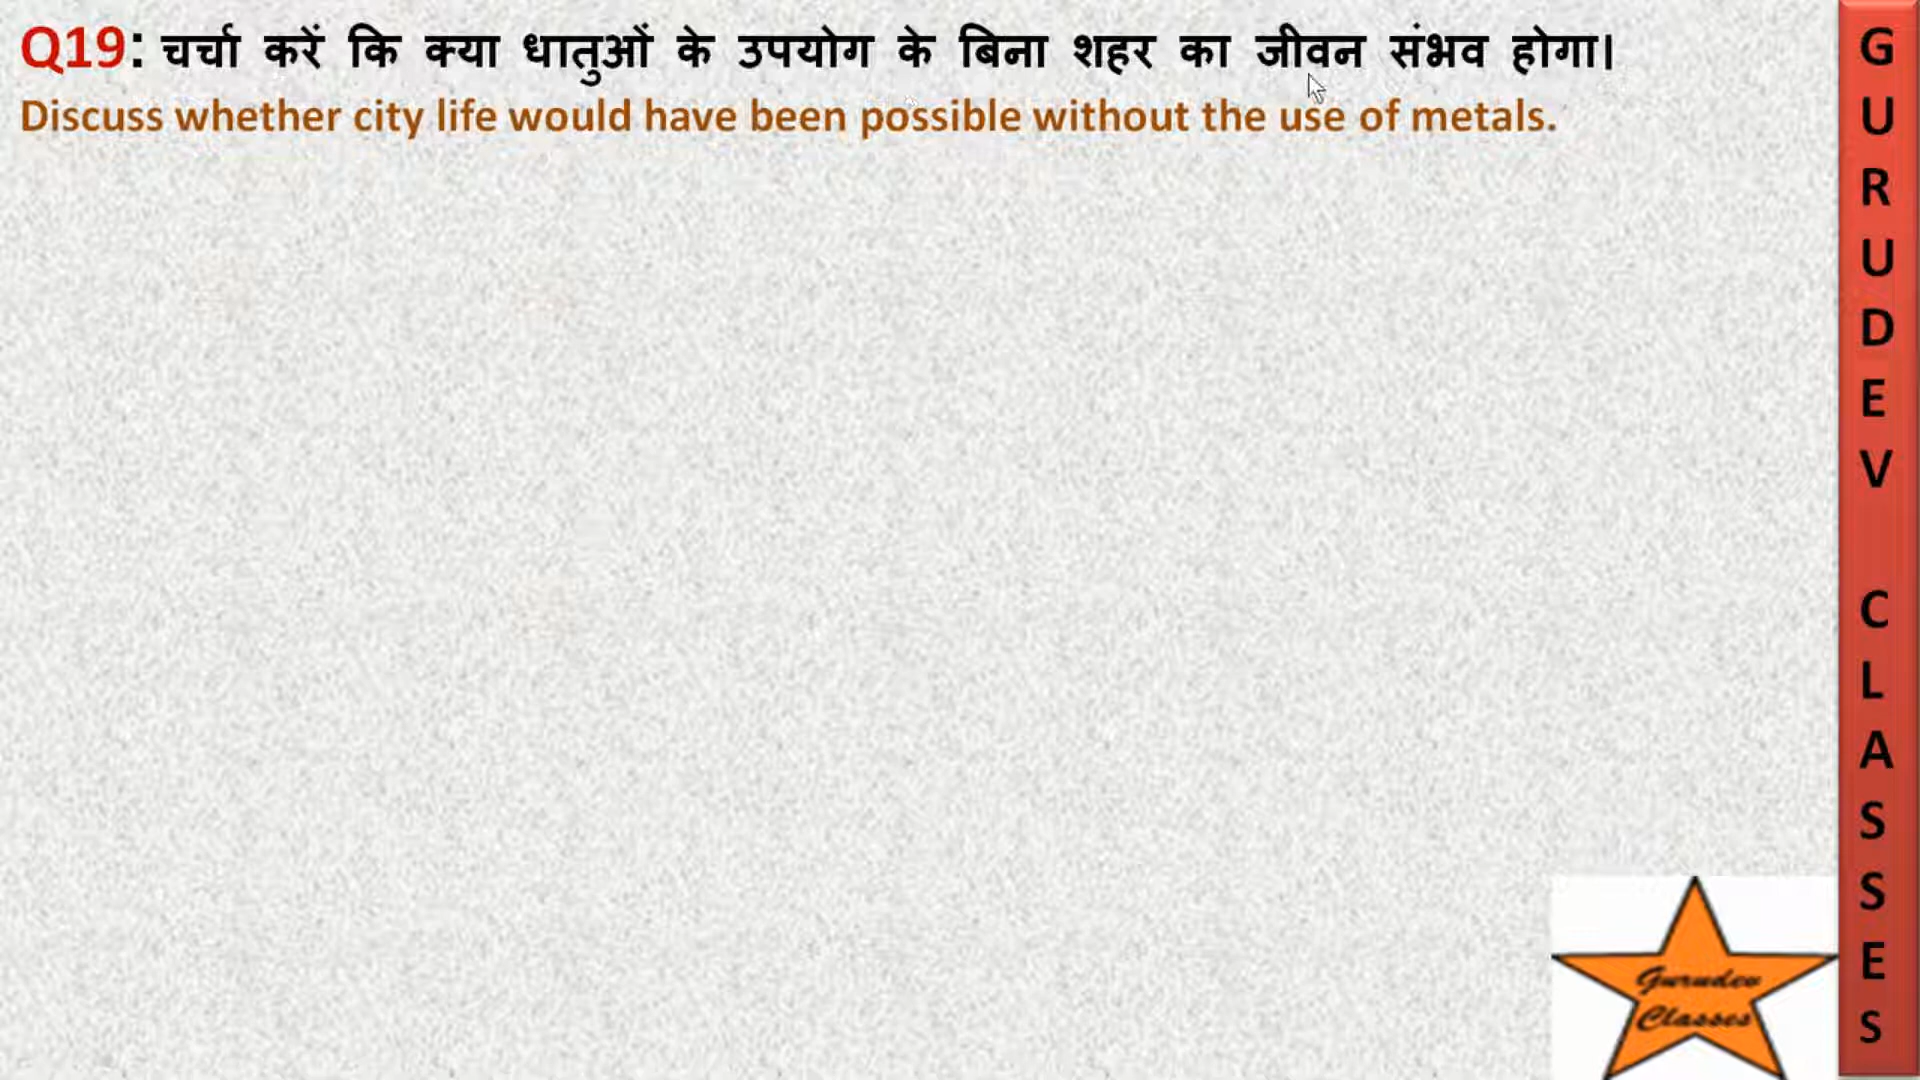 Q19: चर्चा करें कि क्या धातुओं के उपयोग के बिना शहर का जीवन संभव होगा।
Discuss whether city life would have been possible without the use of metals.
GURUDEV CLASSES
Gurudev
Classes